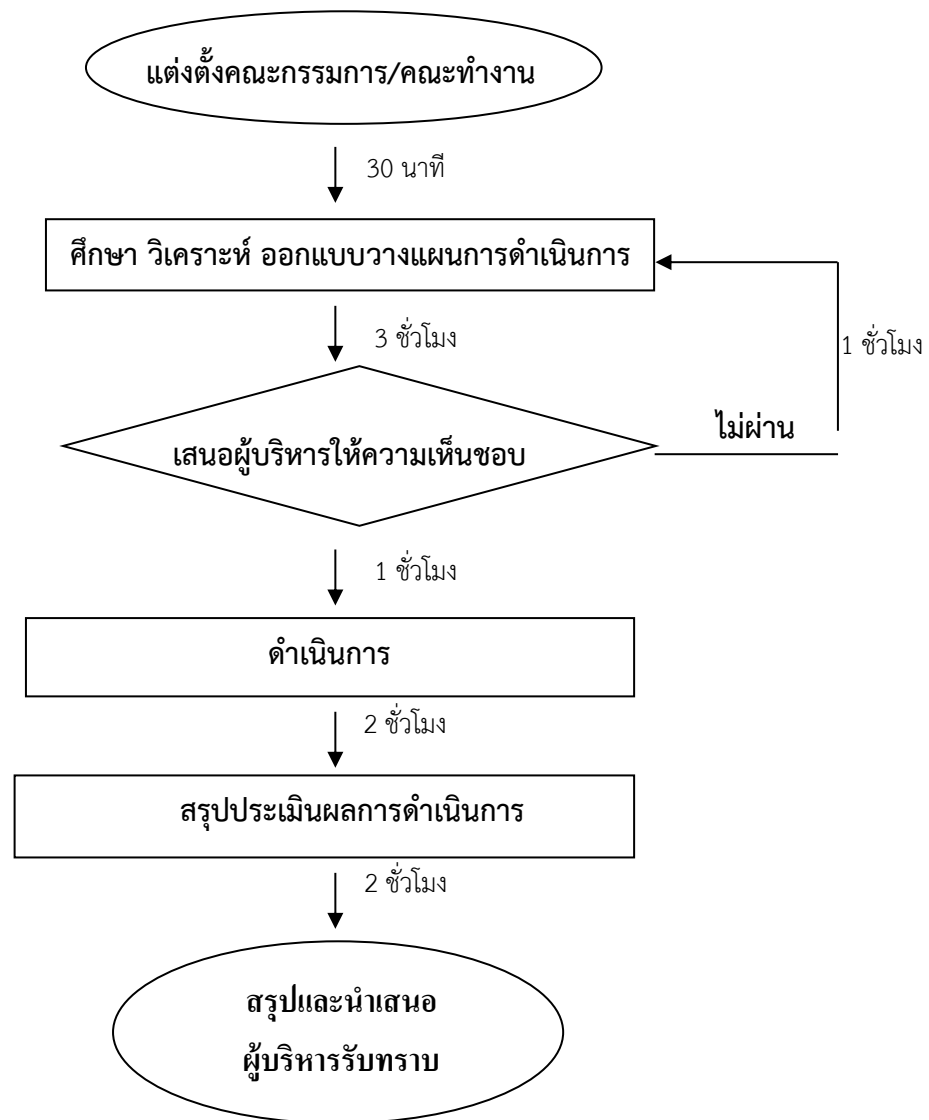 แต่งตั้งคณะกรรมการ/คณะทำงาน
30 นาที
ศึกษา วิเคราะห์ ออกแบบวางแผนการดำเนินการ
3 ชั่วโมง
1 ชั่วโมง
ไม่ผ่าน
เสนอผู้บริหารให้ความเห็นชอบ
1 ชั่วโมง
ดำเนินการ
2 ชั่วโมง
สรุปประเมินผลการดำเนินการ
2 ชั่วโมง
สรุปและนำเสนอ
ผู้บริหารรับทราบ